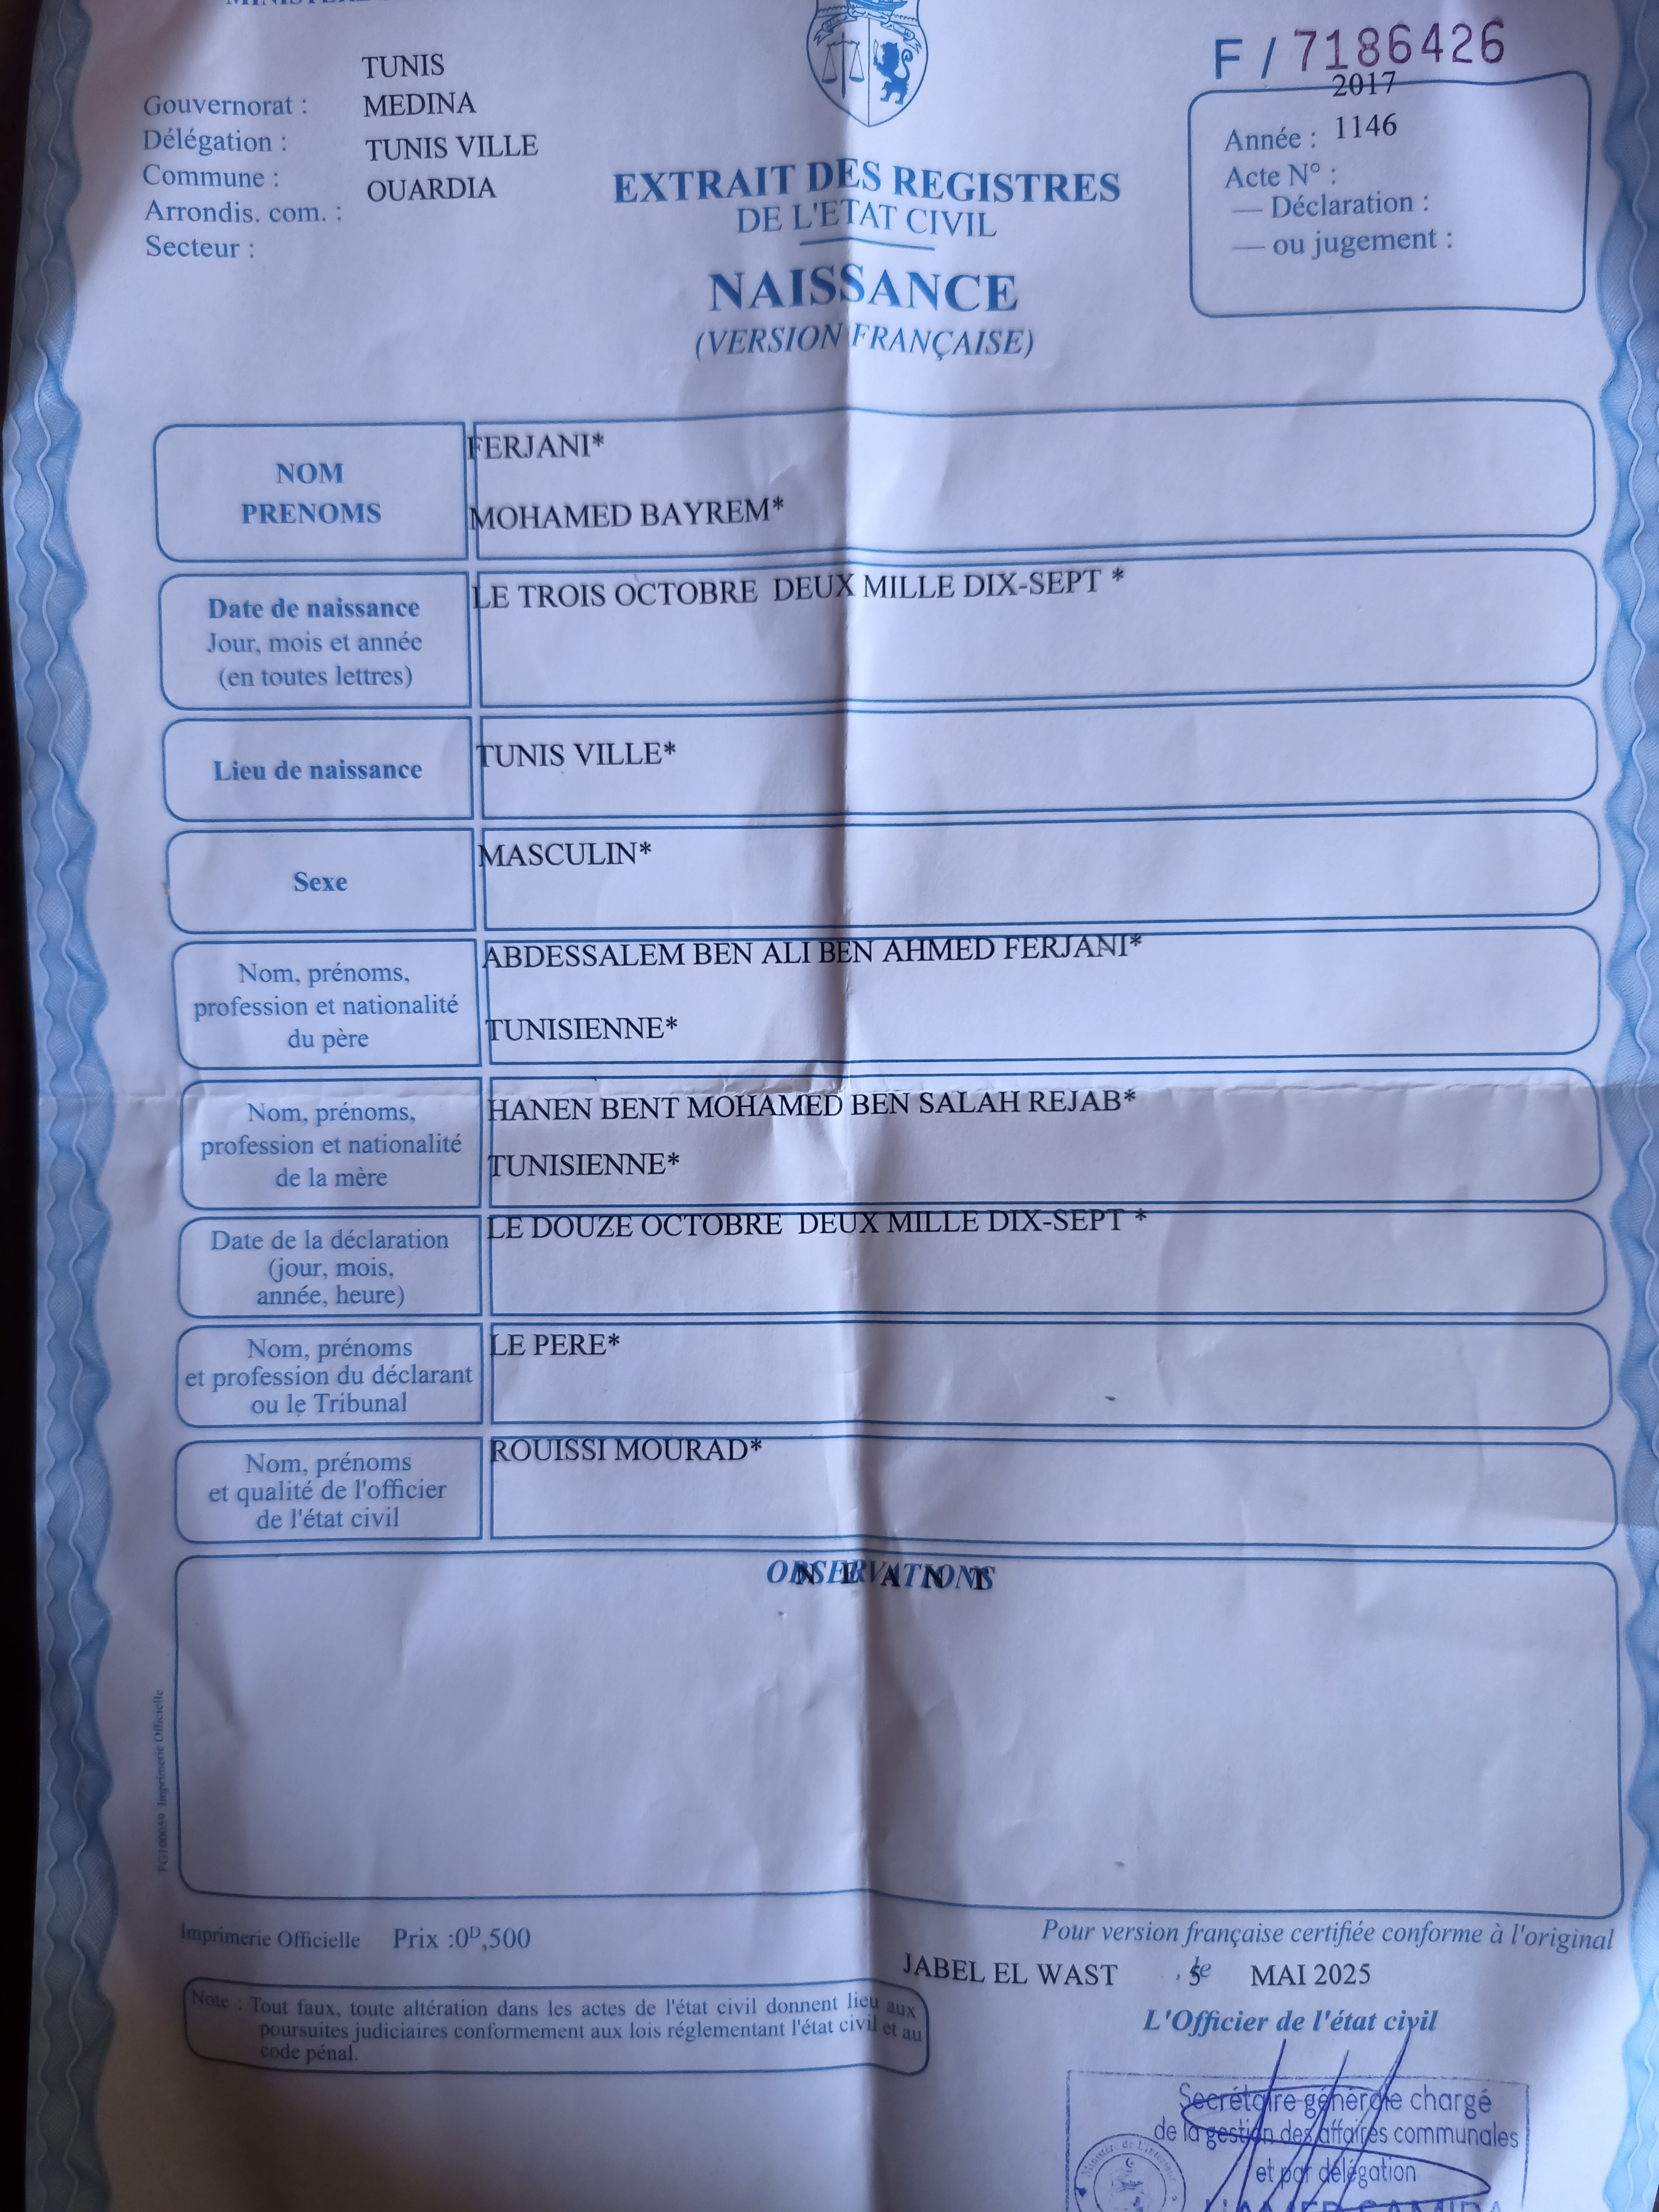 TUNIS
Gouvernorat : MEDINA
Délégation : TUNIS VILLE
Commune : OUARDIA
Arrondis. com. :
Secteur :
F / 7186426
2017
Année : 1146
Acte N° :
— Déclaration :
— ou jugement :
EXTRAIT DES REGISTRES
DE L'ETAT CIVIL
NAISSANCE
(VERSION FRANÇAISE)
NOM
PRENOMS
FERJANI*
MOHAMED BAYREM*
Date de naissance
Jour, mois et année
(en toutes lettres)
LE TROIS OCTOBRE DEUX MILLE DIX-SEPT *
Lieu de naissance
TUNIS VILLE*
Sexe
MASCULIN*
Nom, prénoms,
profession et nationalité
du père
ABDESSALEM BEN ALI BEN AHMED FERJANI*
TUNISIENNE*
Nom, prénoms,
profession et nationalité
de la mère
HANEN BENT MOHAMED BEN SALAH REJAB*
TUNISIENNE*
Date de la déclaration
(jour, mois,
année, heure)
LE DOUZE OCTOBRE DEUX MILLE DIX-SEPT *
Nom, prénoms
et profession du déclarant
ou le Tribunal
LE PERE*
Nom, prénoms
et qualité de l'officier
de l'état civil
ROUISSI MOURAD*
OBSERVATIONS
N E A N T
FG100059 Imprimerie Officielle
Imprimerie Officielle Prix :0ᴰ,500
Pour version française certifiée conforme à l'original
JABEL EL WAST , le 5 MAI 2025
L'Officier de l'état civil
Note : Tout faux, toute altération dans les actes de l'état civil donnent lieu aux
poursuites judiciaires conformement aux lois réglementant l'état civil et au
code pénal.
Secrétaire générale chargé
de la gestion des affaires communales
et par délégation